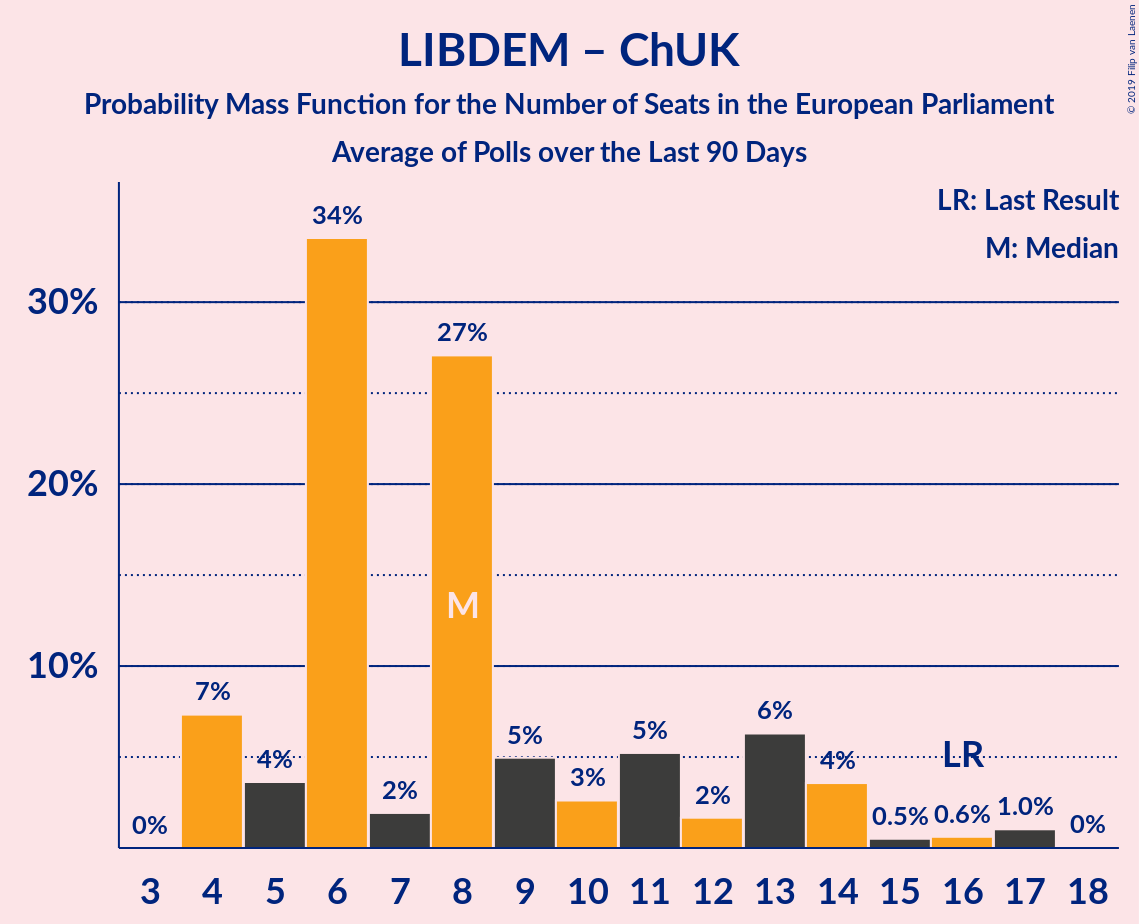 LIBDEM – ChUK
Probability Mass Function for the Number of Seats in the European Parliament
Average of Polls over the Last 90 Days
© 2019 Filip van Laenen
LR: Last Result
M: Median
30%
20%
10%
0%
7%
4%
34%
2%
27%
5%
3%
5%
2%
6%
4%
0.5%
0.6%
1.0%
0%
M
LR
3 4 5 6 7 8 9 10 11 12 13 14 15 16 17 18